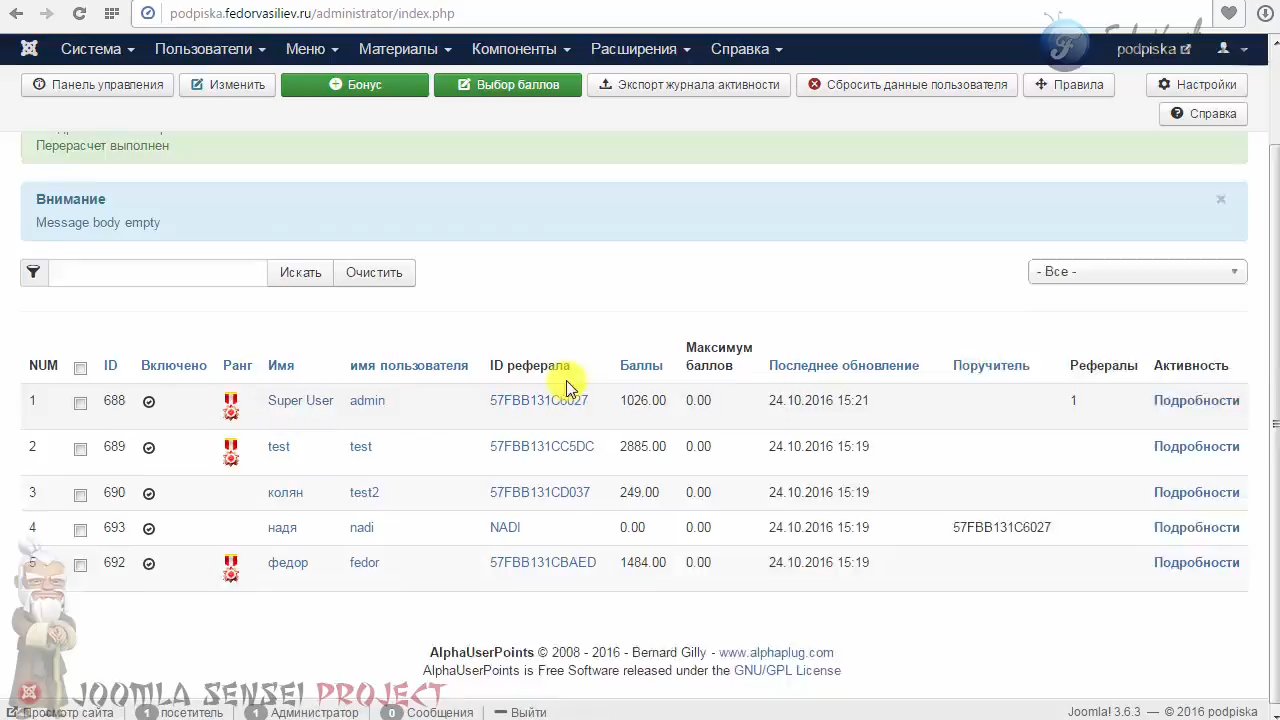 podpiska.fedorvasiliev.ru/administrator/index.php
Система Пользователи Меню Материалы Компоненты Расширения Справка podpiska
Панель управления Изменить Бонус Выбор баллов Экспорт журнала активности Сбросить данные пользователя Правила Настройки
Справка
Перерасчет выполнен
Внимание ×
Message body empty
Искать Очистить - Все -
NUM ID Включено Ранг Имя имя пользователя ID реферала Баллы Максимум баллов Последнее обновление Поручитель Рефералы Активность
1 688 Super User admin 57FBB131C6027 1026.00 0.00 24.10.2016 15:21 1 Подробности
2 689 test test 57FBB131CC5DC 2885.00 0.00 24.10.2016 15:19 Подробности
3 690 колян test2 57FBB131CD037 249.00 0.00 24.10.2016 15:19 Подробности
4 693 надя nadi NADI 0.00 0.00 24.10.2016 15:19 57FBB131C6027 Подробности
5 692 федор fedor 57FBB131CBAED 1484.00 0.00 24.10.2016 15:19 Подробности
AlphaUserPoints © 2008 - 2016 - Bernard Gilly - www.alphaplug.com
AlphaUserPoints is Free Software released under the GNU/GPL License
JOOMLA SENSEI PROJECT
Просмотр сайта 1 посетитель 1 Администратор 0 Сообщения Выйти Joomla! 3.6.3 — © 2016 podpiska